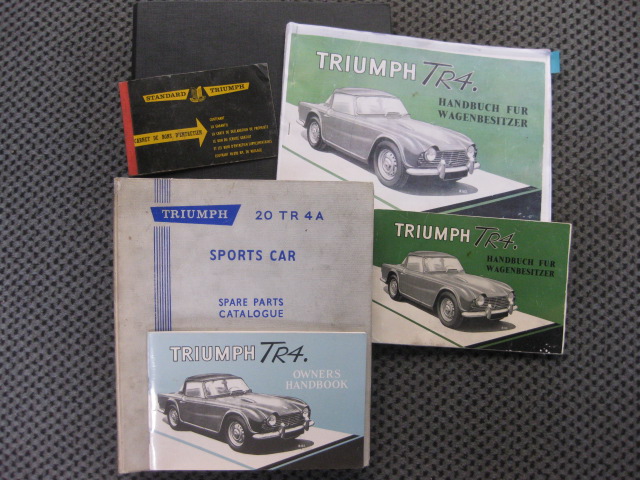 STANDARD TRIUMPH
CARNET DE BONS D'ENTRETIEN
TRIUMPH TR4.
HANDBUCH FUR
WAGENBESITZER
TRIUMPH 20 TR 4A
SPORTS CAR
SPARE PARTS
CATALOGUE
TRIUMPH TR4.
HANDBUCH FUR
WAGENBESITZER
TRIUMPH TR4.
OWNERS
HANDBOOK